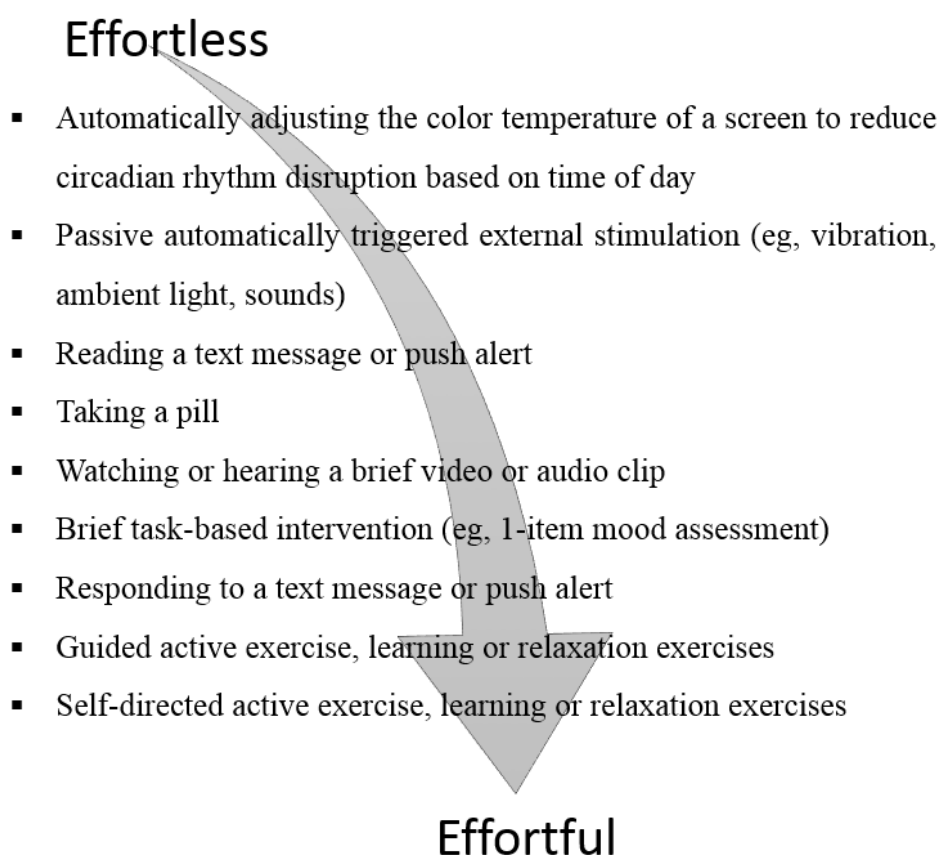 Effortless
▪ Automatically adjusting the color temperature of a screen to reduce
circadian rhythm disruption based on time of day
▪ Passive automatically triggered external stimulation (eg, vibration,
ambient light, sounds)
▪ Reading a text message or push alert
▪ Taking a pill
▪ Watching or hearing a brief video or audio clip
▪ Brief task-based intervention (eg, 1-item mood assessment)
▪ Responding to a text message or push alert
▪ Guided active exercise, learning or relaxation exercises
▪ Self-directed active exercise, learning or relaxation exercises
Effortful